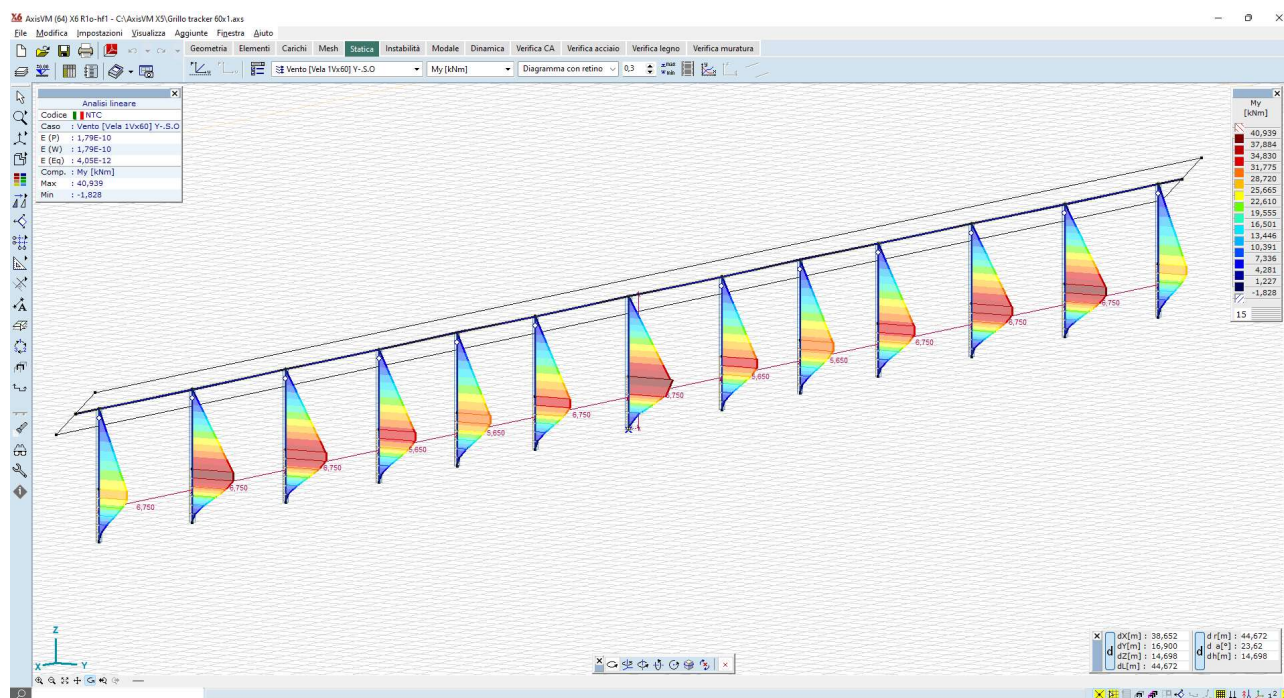 X6 AxisVM (64) X6 R1o-hf1 - C:\AxisVM X5\Grillo tracker 60x1.axs
File Modifica Impostazioni Visualizza Aggiunte Finestra Aiuto
Geometria Elementi Carichi Mesh Statica Instabilità Modale Dinamica Verifica CA Verifica acciaio Verifica legno Verifica muratura
Vento [Vela 1Vx60] Y-.S.O My [kNm] Diagramma con retino 0,3
Analisi lineare
Codice NTC
Caso : Vento [Vela 1Vx60] Y-.S.O
E (P) : 1,79E-10
E (W) : 1,79E-10
E (Eq) : 4,05E-12
Comp. : My [kNm]
Max : 40,939
Min : -1,828
My
[kNm]
40,939
37,884
34,830
31,775
28,720
25,665
22,610
19,555
16,501
13,446
10,391
7,336
4,281
1,227
-1,828
15
6,750
6,750
6,750
5,650
5,650
6,750
6,750
5,650
5,650
6,750
6,750
6,750
Z
X
Y
dX[m] : 38,652
dY[m] : 16,900
dZ[m] : 14,698
dL[m] : 44,672
d r[m] : 44,672
d a[°] : 23,62
dh[m] : 14,698